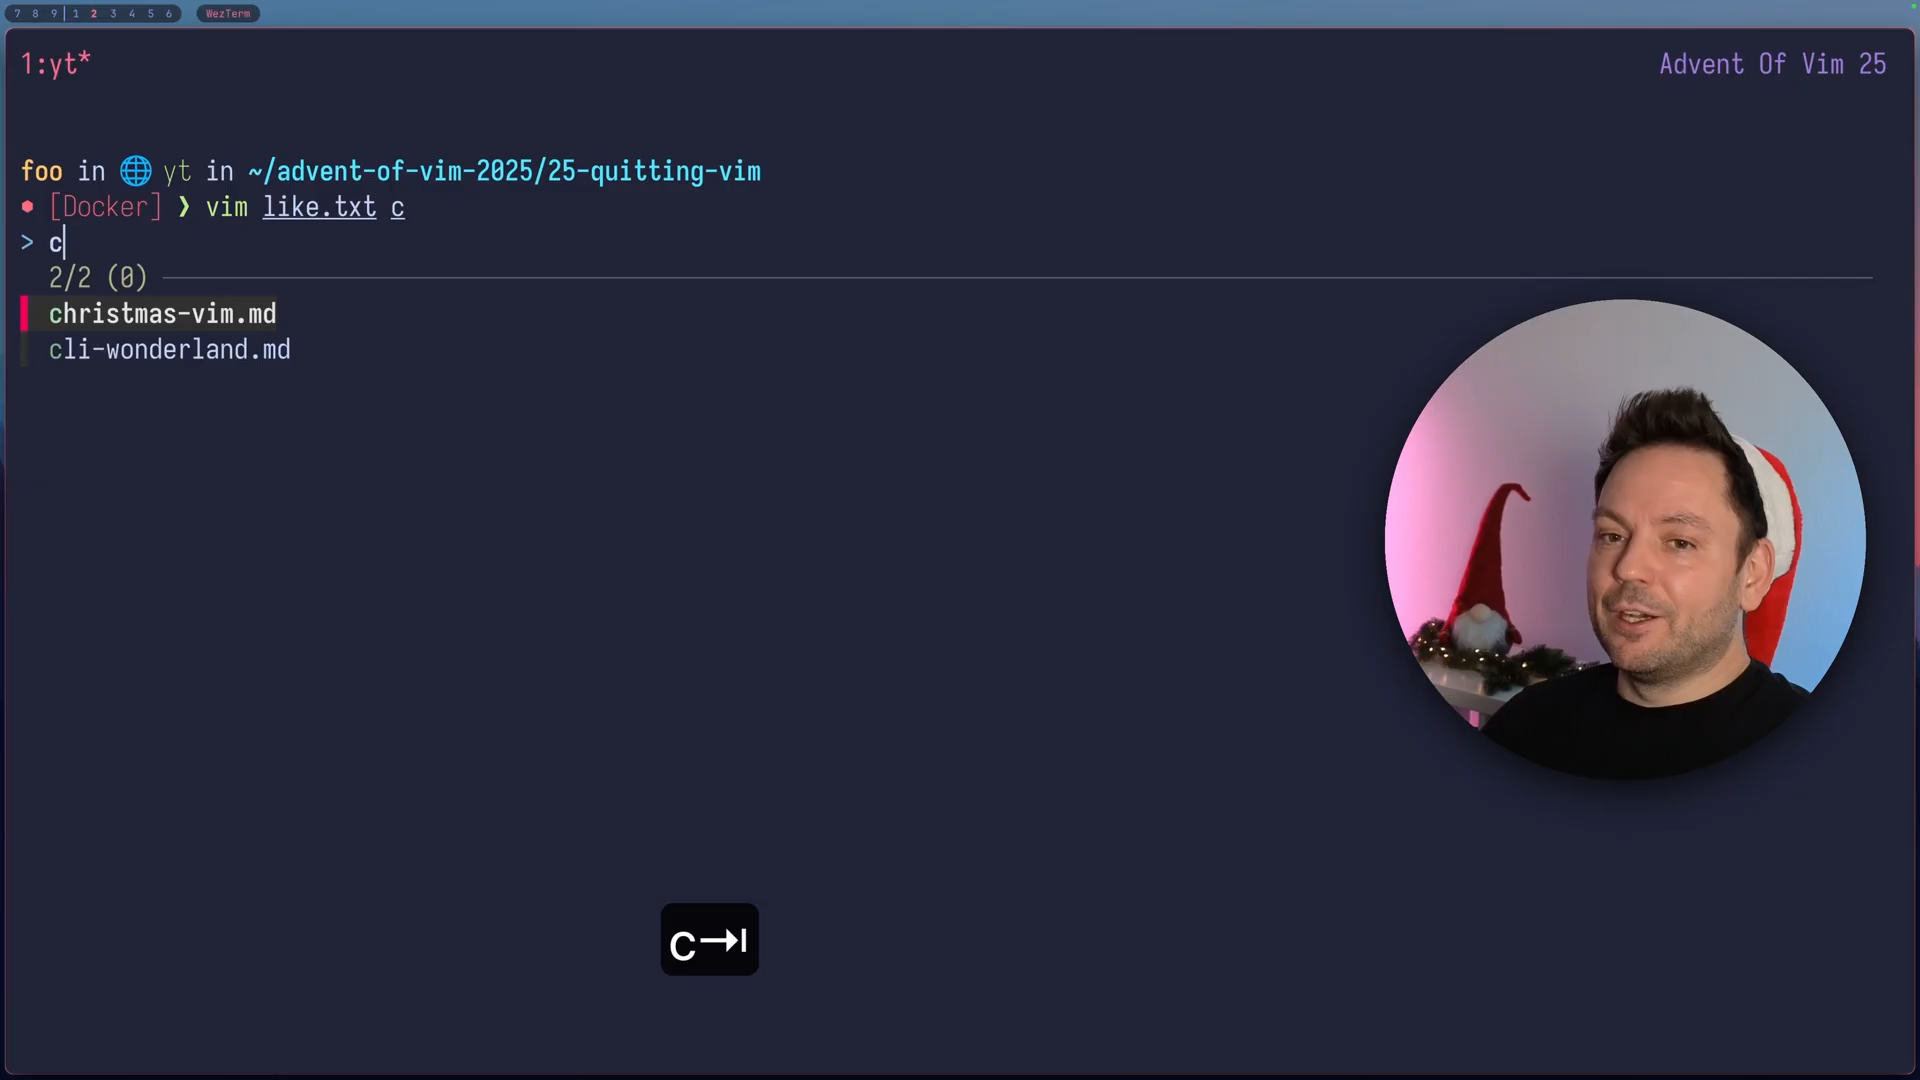 7 8 9 | 1 2 3 4 5 6 WezTerm
1:yt* Advent Of Vim 25
foo in 🌐 yt in ~/advent-of-vim-2025/25-quitting-vim
[Docker] ❯ vim like.txt c
> c
2/2 (0)
christmas-vim.md
cli-wonderland.md
c⇥